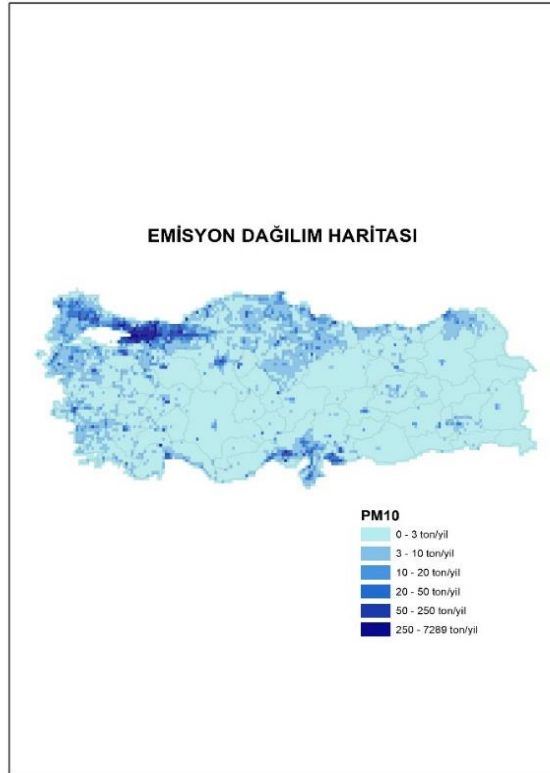 EMİSYON DAĞILIM HARİTASI
PM10
0 - 3 ton/yil
3 - 10 ton/yil
10 - 20 ton/yil
20 - 50 ton/yil
50 - 250 ton/yil
250 - 7289 ton/yil